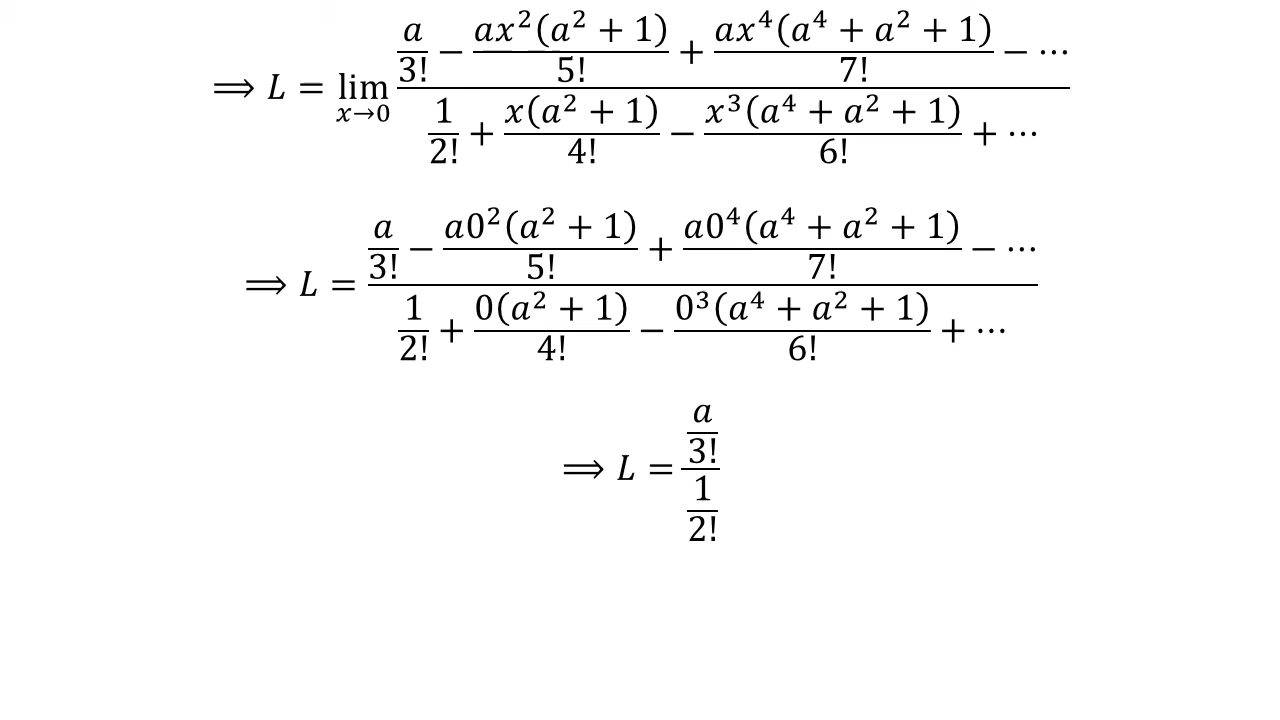 ⟹ L = lim x→0 (a/3! − ax²(a² + 1)/5! + ax⁴(a⁴ + a² + 1)/7! − ⋯) / (1/2! + x(a² + 1)/4! − x³(a⁴ + a² + 1)/6! + ⋯)
⟹ L = (a/3! − a0²(a² + 1)/5! + a0⁴(a⁴ + a² + 1)/7! − ⋯) / (1/2! + 0(a² + 1)/4! − 0³(a⁴ + a² + 1)/6! + ⋯)
⟹ L = (a/3!) / (1/2!)